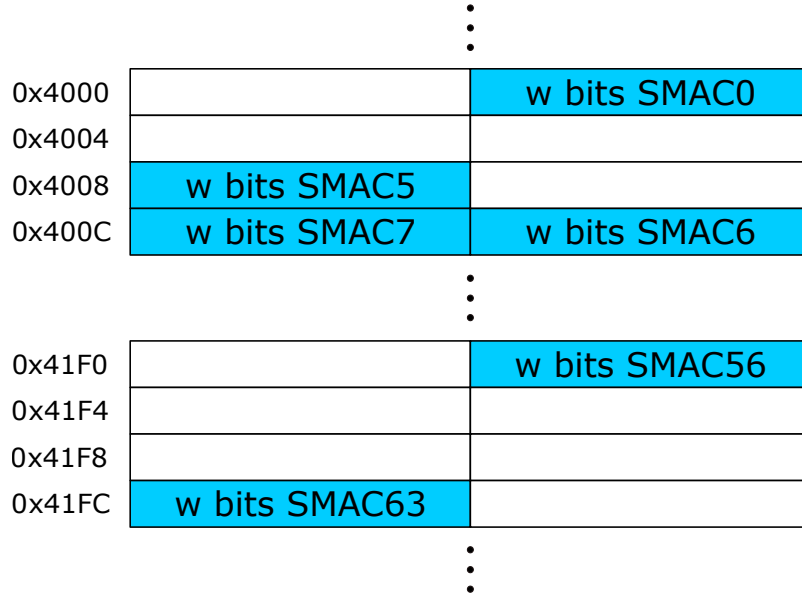 0x4000 w bits SMAC0
0x4004
0x4008 w bits SMAC5
0x400C w bits SMAC7 w bits SMAC6
0x41F0 w bits SMAC56
0x41F4
0x41F8
0x41FC w bits SMAC63